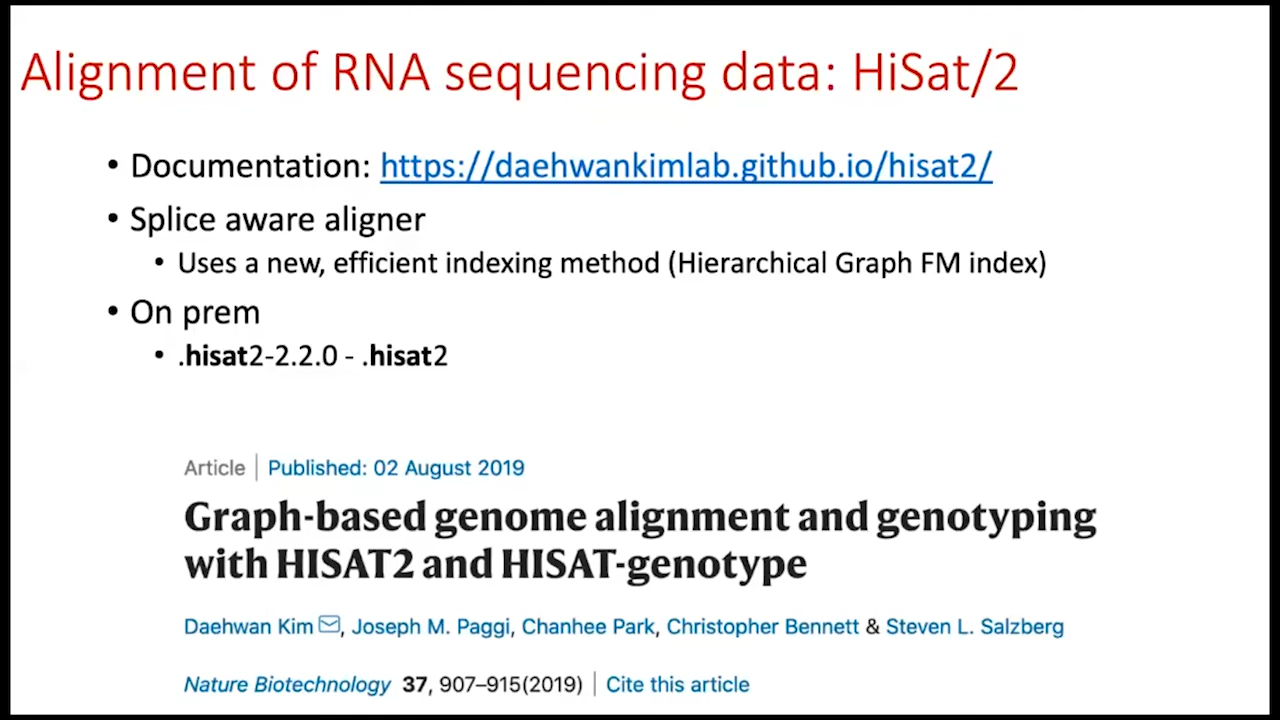 Alignment of RNA sequencing data: HiSat/2
• Documentation: https://daehwankimlab.github.io/hisat2/
• Splice aware aligner
• Uses a new, efficient indexing method (Hierarchical Graph FM index)
• On prem
• .hisat2-2.2.0 - .hisat2
Article | Published: 02 August 2019
Graph-based genome alignment and genotyping
with HISAT2 and HISAT-genotype
Daehwan Kim, Joseph M. Paggi, Chanhee Park, Christopher Bennett & Steven L. Salzberg
Nature Biotechnology 37, 907–915(2019) | Cite this article